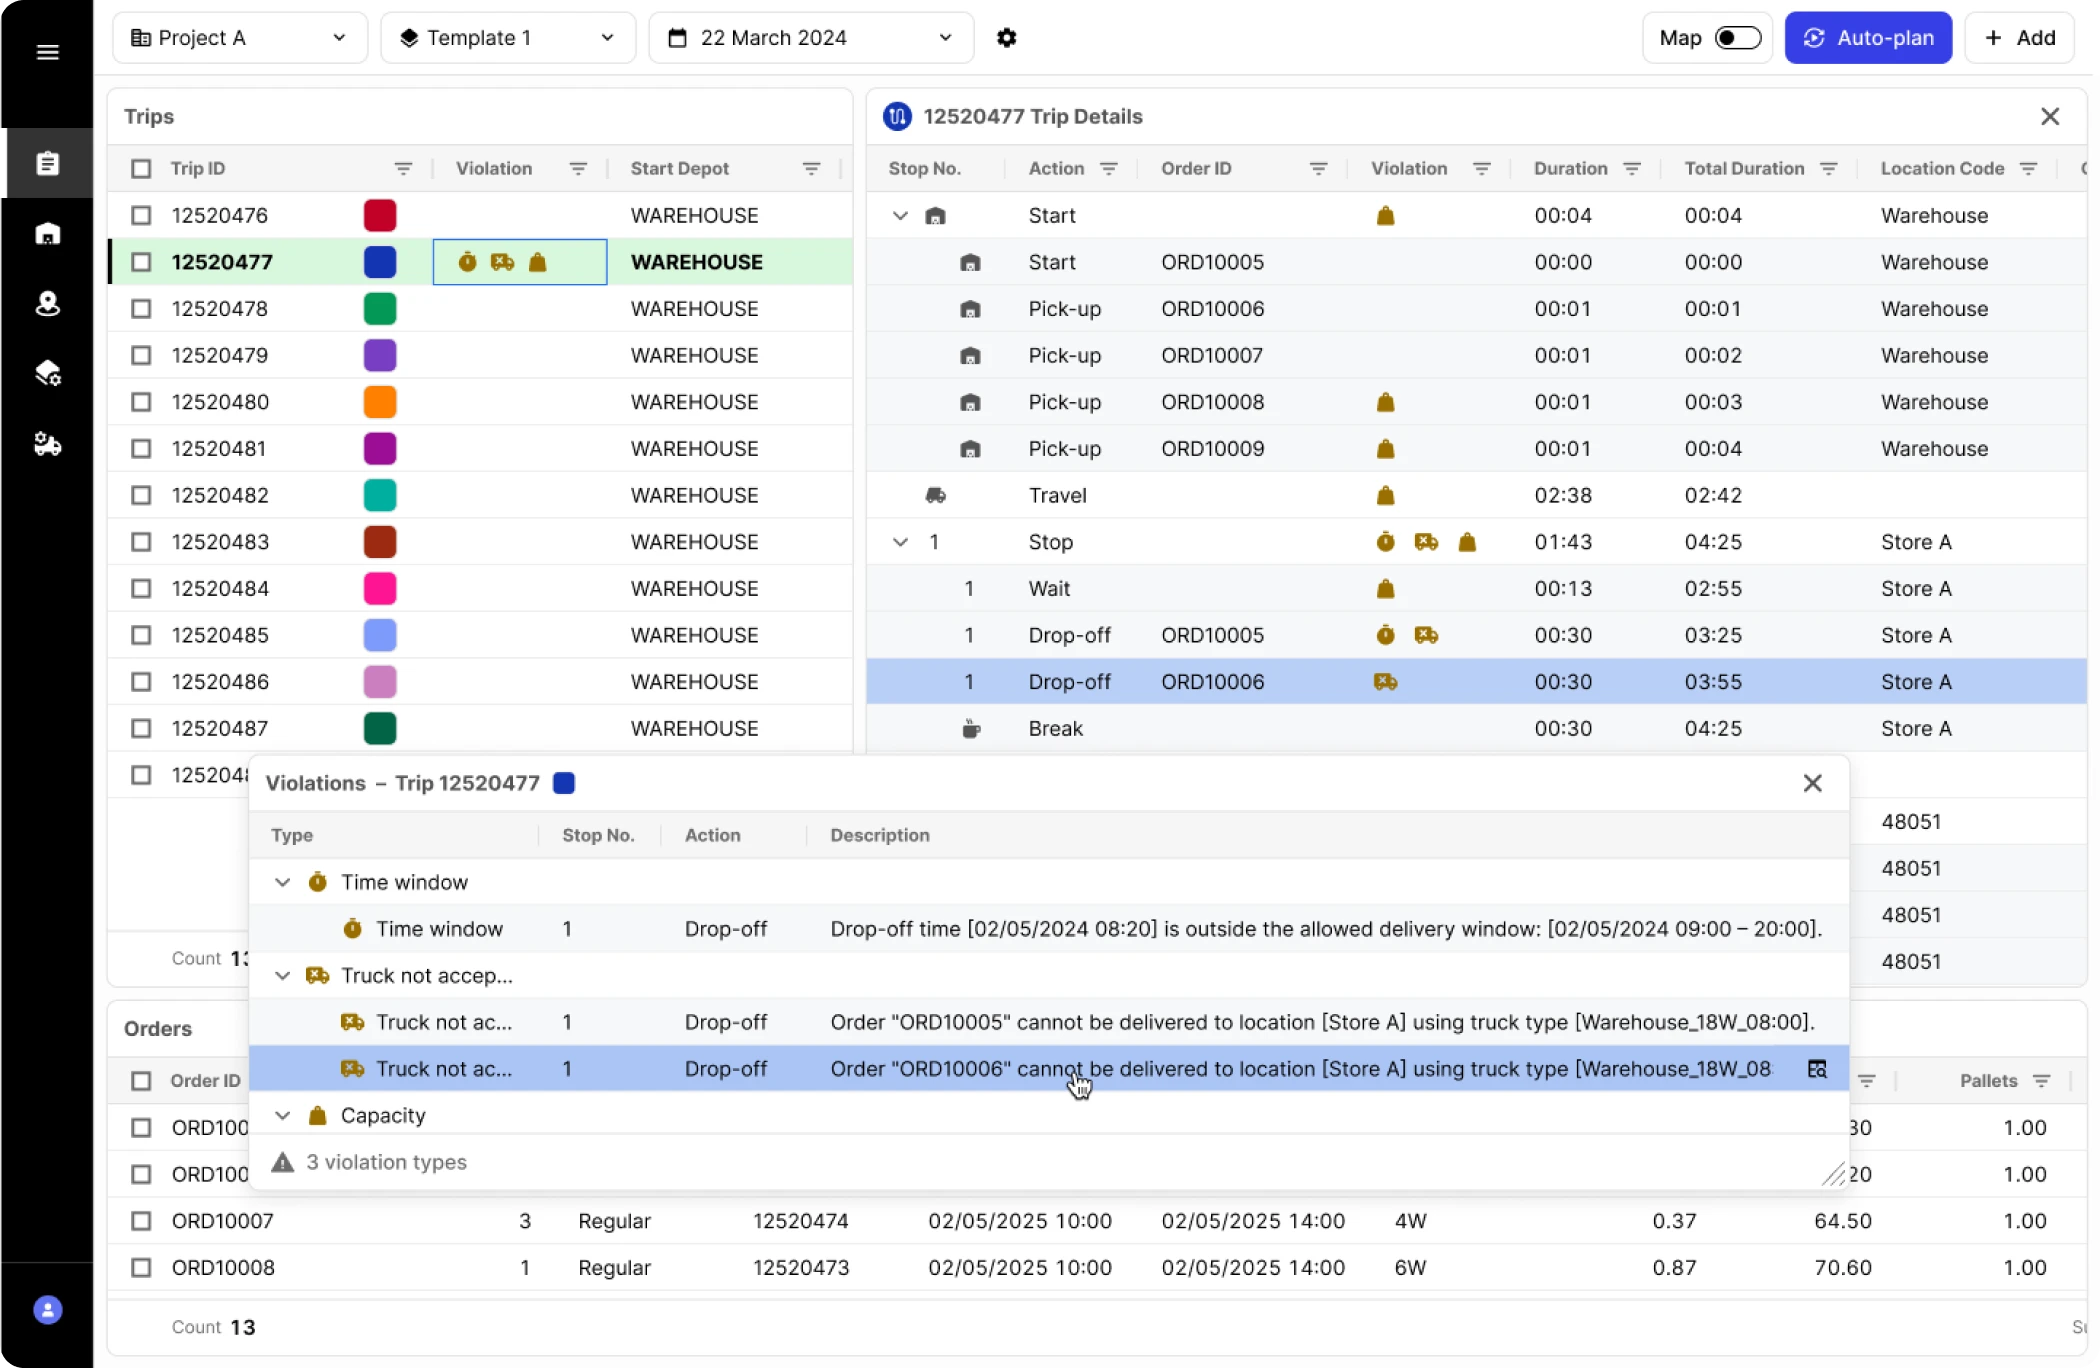 Project A
Template 1
22 March 2024
Map
Auto-plan
+ Add
Trips
Trip ID Violation Start Depot
12520476 WAREHOUSE
12520477 WAREHOUSE
12520478 WAREHOUSE
12520479 WAREHOUSE
12520480 WAREHOUSE
12520481 WAREHOUSE
12520482 WAREHOUSE
12520483 WAREHOUSE
12520484 WAREHOUSE
12520485 WAREHOUSE
12520486 WAREHOUSE
12520487 WAREHOUSE
Count
12520477 Trip Details
Stop No. Action Order ID Violation Duration Total Duration Location Code
Start 00:04 00:04 Warehouse
Start ORD10005 00:00 00:00 Warehouse
Pick-up ORD10006 00:01 00:01 Warehouse
Pick-up ORD10007 00:01 00:02 Warehouse
Pick-up ORD10008 00:01 00:03 Warehouse
Pick-up ORD10009 00:01 00:04 Warehouse
Travel 02:38 02:42
1 Stop 01:43 04:25 Store A
1 Wait 00:13 02:55 Store A
1 Drop-off ORD10005 00:30 03:25 Store A
1 Drop-off ORD10006 00:30 03:55 Store A
Break 00:30 04:25 Store A
48051
48051
48051
48051
Violations – Trip 12520477
Type Stop No. Action Description
Time window
Time window 1 Drop-off Drop-off time [02/05/2024 08:20] is outside the allowed delivery window: [02/05/2024 09:00 – 20:00].
Truck not accep...
Truck not ac... 1 Drop-off Order "ORD10005" cannot be delivered to location [Store A] using truck type [Warehouse_18W_08:00].
Truck not ac... 1 Drop-off Order "ORD10006" cannot be delivered to location [Store A] using truck type [Warehouse_18W_08
Capacity
3 violation types
Orders
Order ID Pallets
1.00
1.00
ORD10007 3 Regular 12520474 02/05/2025 10:00 02/05/2025 14:00 4W 0.37 64.50 1.00
ORD10008 1 Regular 12520473 02/05/2025 10:00 02/05/2025 14:00 6W 0.87 70.60 1.00
Count 13